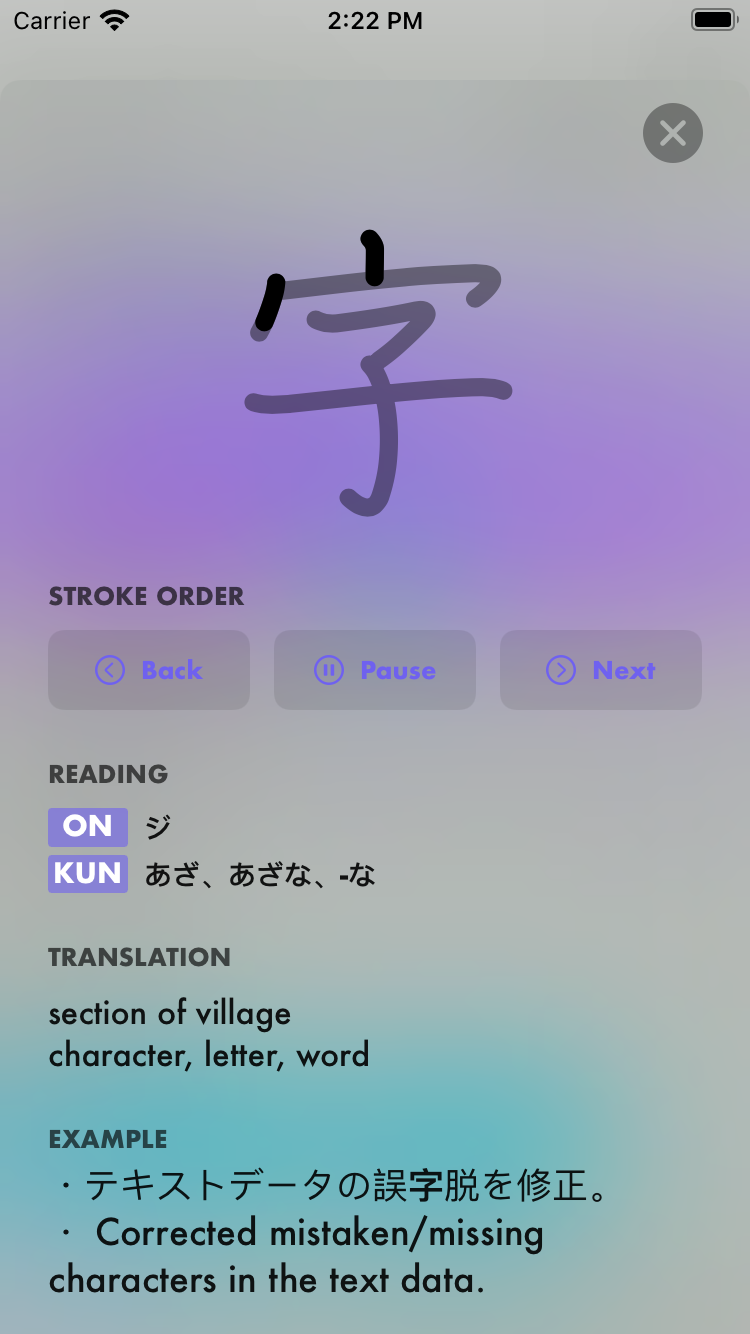 Carrier 2:22 PM
字
STROKE ORDER
Back Pause Next
READING
ON ジ
KUN あざ、あざな、-な
TRANSLATION
section of village
character, letter, word
EXAMPLE
・テキストデータの誤字脱を修正。
・ Corrected mistaken/missing
characters in the text data.